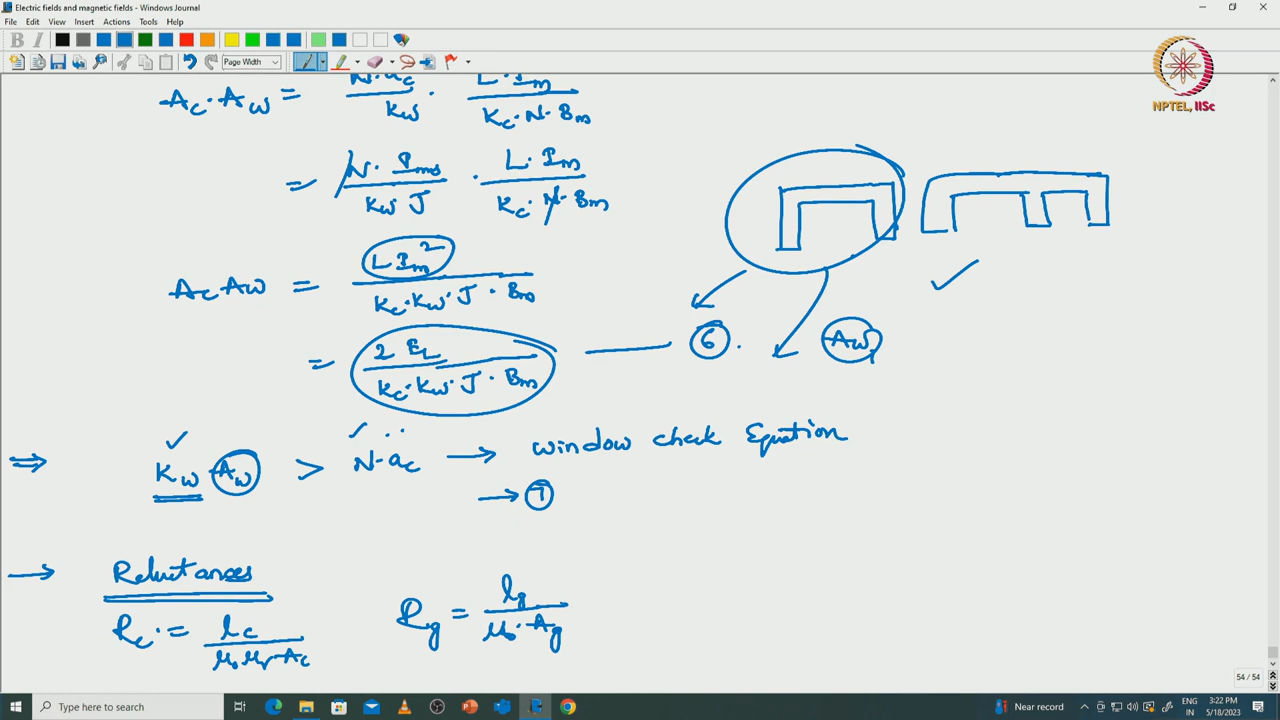 Electric fields and magnetic fields - Windows Journal
File Edit View Insert Actions Tools Help
B I
Page Width
NPTEL, IISc
Ac·Aw = N·ac/Kw · L·Im/Kc·N·Bm
= N·Irms/Kw J · L·Im/Kc·N·Bm
Ac Aw = L Im²/Kc·Kw·J·Bm
= 2 EL/Kc·Kw·J·Bm — 6. Aw
⇒ Kw Aw > N·ac → window check Equation
→ 7
→ Reluctances
Rc = lc/μ₀μr Ac Rg = lg/μ₀·Ag
54 / 54
Type here to search
Near record
ENG
IN
3:22 PM
5/18/2023